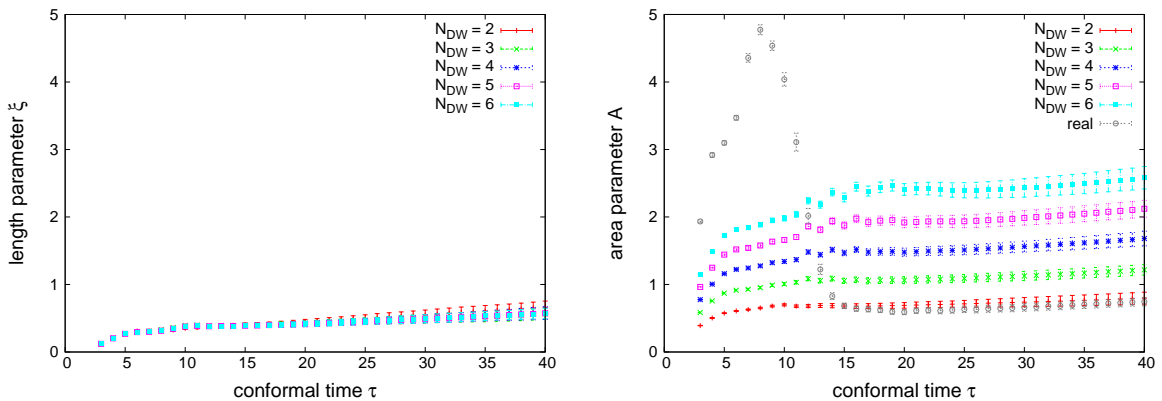 5
4
3
2
1
0
0 5 10 15 20 25 30 35 40
length parameter ξ
conformal time τ
N_DW = 2
N_DW = 3
N_DW = 4
N_DW = 5
N_DW = 6
5
4
3
2
1
0
0 5 10 15 20 25 30 35 40
area parameter A
conformal time τ
N_DW = 2
N_DW = 3
N_DW = 4
N_DW = 5
N_DW = 6
real